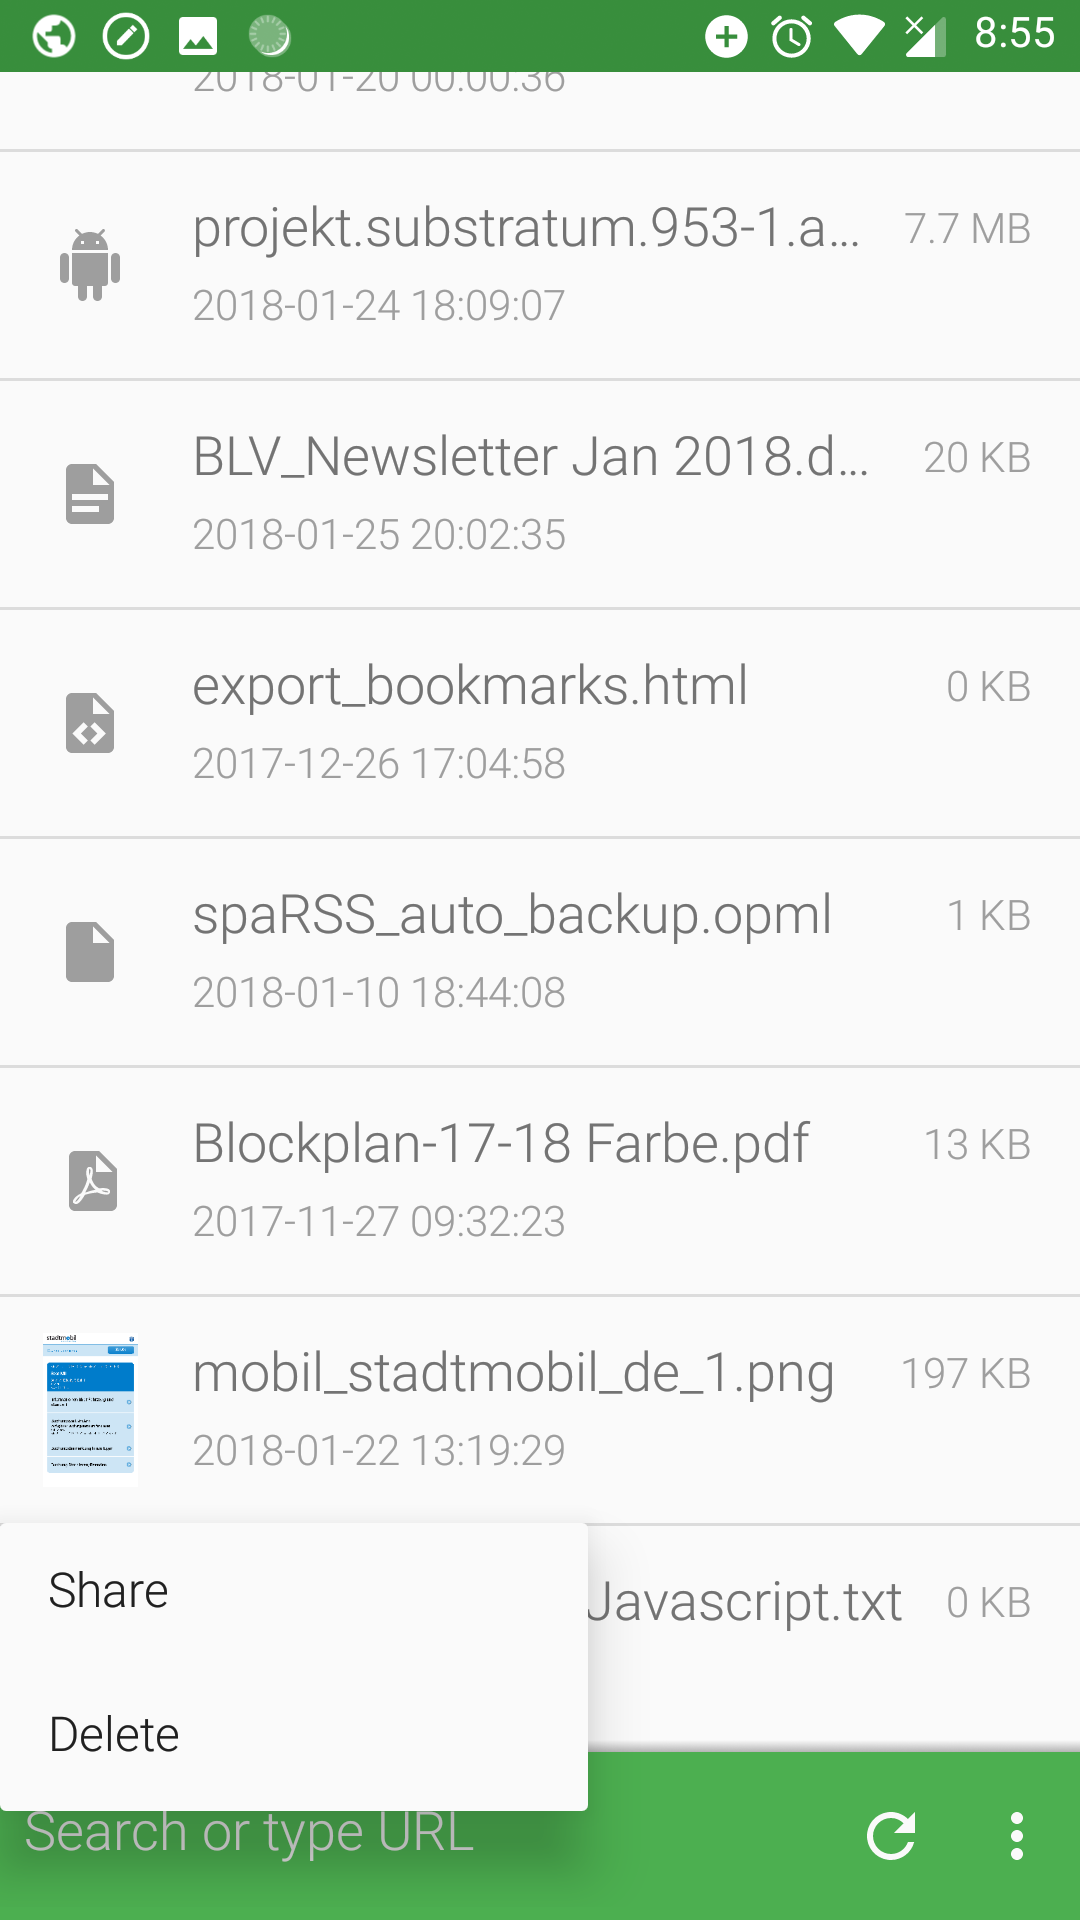 8:55
2018-01-20 00:00:36
projekt.substratum.953-1.a... 7.7 MB
2018-01-24 18:09:07
BLV_Newsletter Jan 2018.d... 20 KB
2018-01-25 20:02:35
export_bookmarks.html 0 KB
2017-12-26 17:04:58
spaRSS_auto_backup.opml 1 KB
2018-01-10 18:44:08
Blockplan-17-18 Farbe.pdf 13 KB
2017-11-27 09:32:23
stadtmobil
mobil_stadtmobil_de_1.png 197 KB
2018-01-22 13:19:29
Share
Javascript.txt 0 KB
Delete
Search or type URL